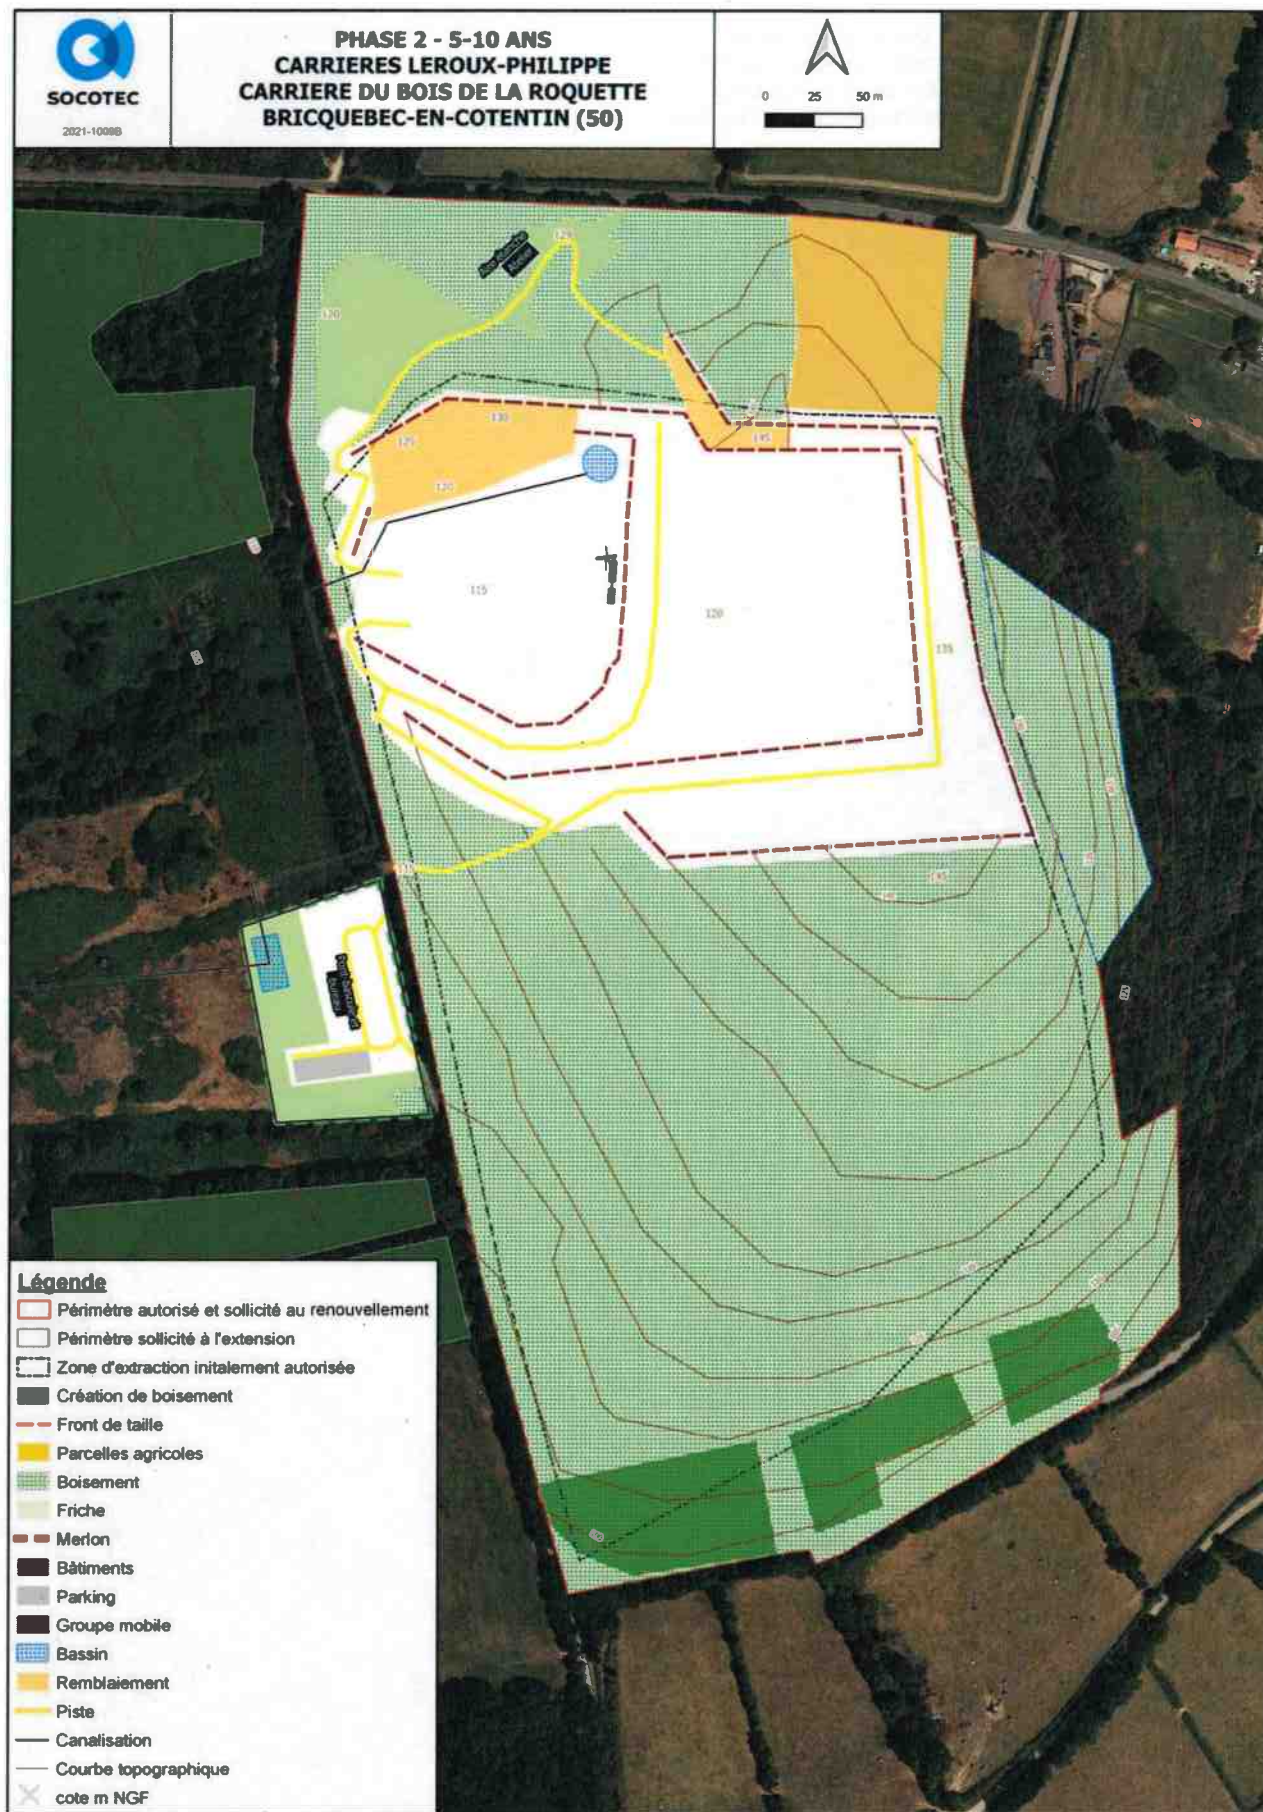 SOCOTEC
2021-1008B
PHASE 2 - 5-10 ANS
CARRIERES LEROUX-PHILIPPE
CARRIERE DU BOIS DE LA ROQUETTE
BRICQUEBEC-EN-COTENTIN (50)
0 25 50 m
120
Atelier
130
125
120
145
115
120
135
145
Légende
Périmètre autorisé et sollicité au renouvellement
Périmètre sollicité à l'extension
Zone d'extraction initalement autorisée
Création de boisement
Front de taille
Parcelles agricoles
Boisement
Friche
Merlon
Bâtiments
Parking
Groupe mobile
Bassin
Remblaiement
Piste
Canalisation
Courbe topographique
cote m NGF